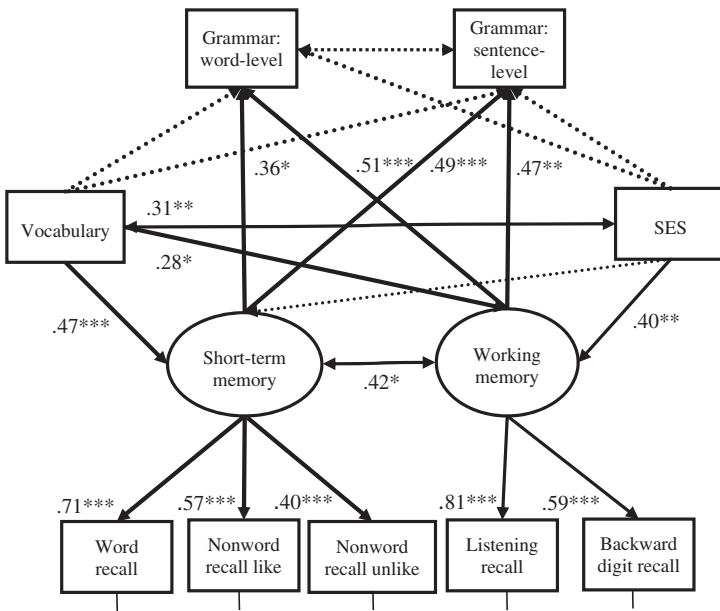 Grammar:
word-level
Grammar:
sentence-
level
.36*
.51***
.49***
.47**
Vocabulary
.31**
SES
.28*
.47***
.40**
Short-term
memory
Working
memory
.42*
.71***
.57***
.40***
.81***
.59***
Word
recall
Nonword
recall like
Nonword
recall unlike
Listening
recall
Backward
digit recall